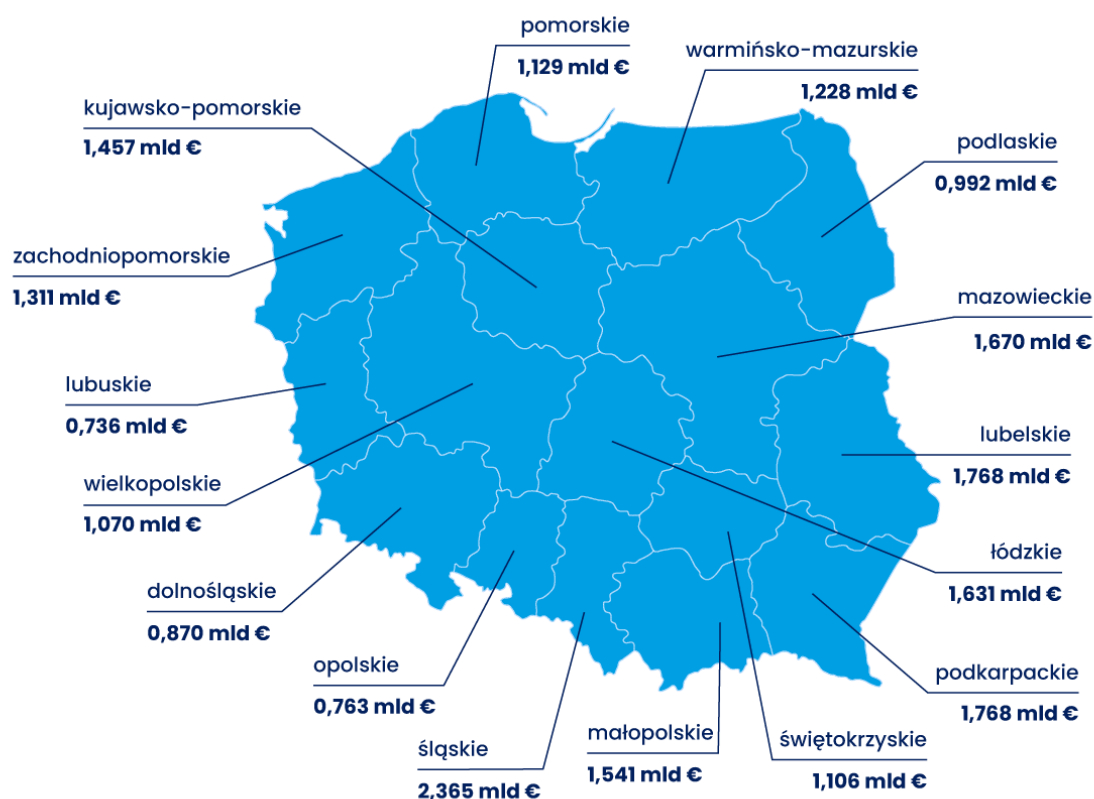 pomorskie
1,129 mld €
warmińsko-mazurskie
1,228 mld €
kujawsko-pomorskie
1,457 mld €
podlaskie
0,992 mld €
zachodniopomorskie
1,311 mld €
mazowieckie
1,670 mld €
lubuskie
0,736 mld €
lubelskie
1,768 mld €
wielkopolskie
1,070 mld €
łódzkie
1,631 mld €
dolnośląskie
0,870 mld €
opolskie
0,763 mld €
podkarpackie
1,768 mld €
śląskie
2,365 mld €
małopolskie
1,541 mld €
świętokrzyskie
1,106 mld €